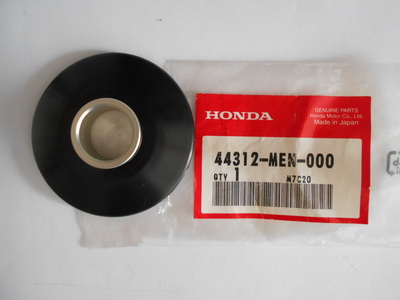 HONDA
GENUINE PARTS
Honda Motor Co., Ltd.
Made in Japan
44312-MEN-000
QTY 1 M7C20